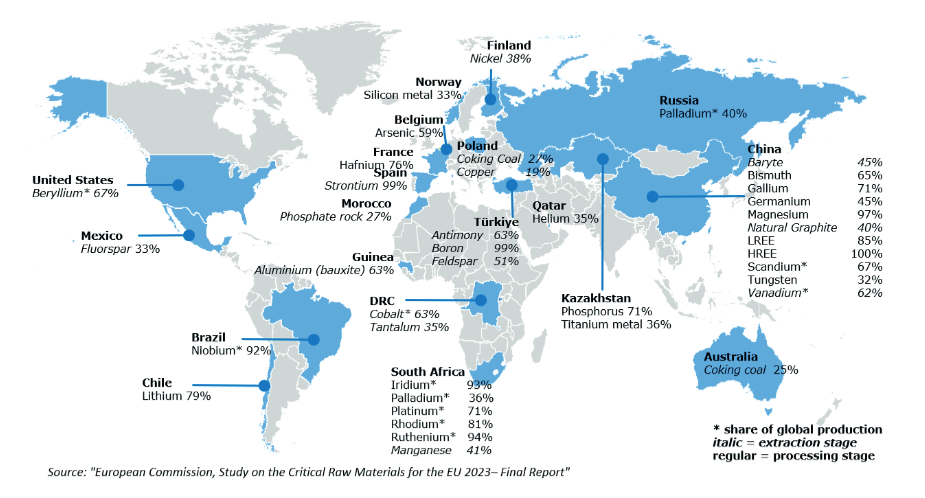 Finland
Nickel 38%
Norway
Silicon metal 33%
Russia
Palladium* 40%
Belgium
Arsenic 59%
France
Hafnium 76%
Poland
Coking Coal 27%
Copper 19%
Spain
Strontium 99%
China
Baryte 45%
Bismuth 65%
Gallium 71%
Germanium 45%
Magnesium 97%
Natural Graphite 40%
LREE 85%
HREE 100%
Scandium* 67%
Tungsten 32%
Vanadium* 62%
United States
Beryllium* 67%
Morocco
Phosphate rock 27%
Qatar
Helium 35%
Türkiye
Antimony 63%
Boron 99%
Feldspar 51%
Mexico
Fluorspar 33%
Guinea
Aluminium (bauxite) 63%
DRC
Cobalt* 63%
Tantalum 35%
Kazakhstan
Phosphorus 71%
Titanium metal 36%
Brazil
Niobium* 92%
Australia
Coking coal 25%
Chile
Lithium 79%
South Africa
Iridium* 93%
Palladium* 36%
Platinum* 71%
Rhodium* 81%
Ruthenium* 94%
Manganese 41%
* share of global production
italic = extraction stage
regular = processing stage
Source: "European Commission, Study on the Critical Raw Materials for the EU 2023– Final Report"